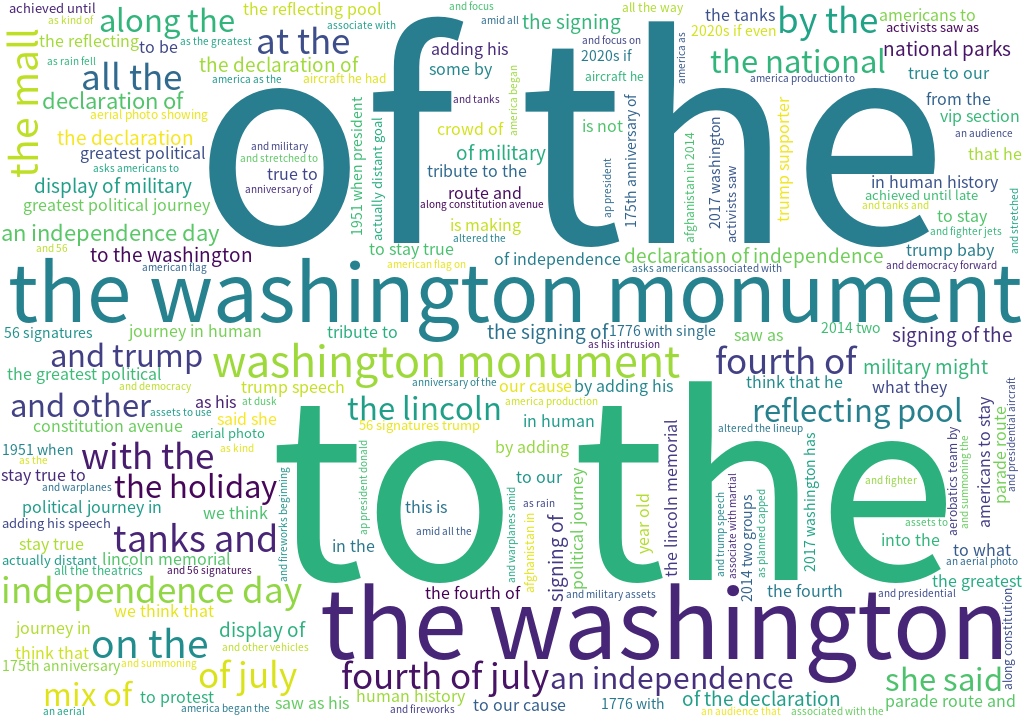 achieved until
along the
the reflecting pool
and focus
amid all
the signing
all the way
the tanks
by the
americans to
as kind of
associate with
2020s if even
activists saw as
the reflecting
to be
as the greatest
at the
adding his
and focus on
2020s if
america as
national parks
as rain fell
all the
the declaration of
some by
the national
the mall
america as the
aircraft he had
aircraft he
america production to
true to our
declaration of
and tanks
america began
from the
aerial photo showing
of the
vip section
the declaration
crowd of
is not
an audience
greatest political
and military
and stretched to
of military
that he
asks americans to
true to
tribute to the
display of military
anniversary of
1951 when president
actually distant goal
ap president
175th anniversary of
afghanistan in 2014
2017 washington
activists saw
trump supporter
in human history
route and
achieved until late
greatest political journey
along constitution avenue
and tanks and
and stretched
is making
to stay
an independence day
altered the
and fighter jets
and 56
to the washington
to stay true
of independence
declaration of independence
trump baby
american flag
american flag on
asks americans
associated with
and democracy forward
the washington monument
56 signatures
journey in human
tribute to
the signing of
1776 with single
saw as
2014 two
signing of the
as his intrusion
and trump
washington monument
fourth of
military might
the greatest political
and democracy
trump speech
anniversary of the
our cause
by adding his
think that he
what they
and other
assets to use
as his
at dusk
the lincoln
america production
in human
reflecting pool
and presidential aircraft
constitution avenue
said she
aerial photo
56 signatures trump
altered the lineup
americans to stay
parade route
1951 when
as kind
with the
by adding
the lincoln memorial
2017 washington has
aerobatics team by
and summoning the
as the
stay true to
and warplanes
the holiday
and fireworks beginning
ap president donald
to the
to our
and fighter
political journey in
we think
this is
as rain
adding his speech
tanks and
amid all the
and warplanes amid
afghanistan in
signing of
political journey
year old
and trump speech
associate with martial
2014 two groups
as planned capped
assets to
stay true
in the
into the
to what
actually distant
lincoln memorial
an aerial photo
all the theatrics
and 56 signatures
the greatest
independence day
the fourth of
and military assets
the fourth
and presidential
we think that
the washington
along constitution
journey in
on the
display of
think that
and other vehicles
175th anniversary
and summoning
of july
fourth of july
an independence
she said
mix of
to protest
human history
of the declaration
parade route and
an aerial
america began the
saw as his
and fireworks
to our cause
1776 with
an audience that
associated with the